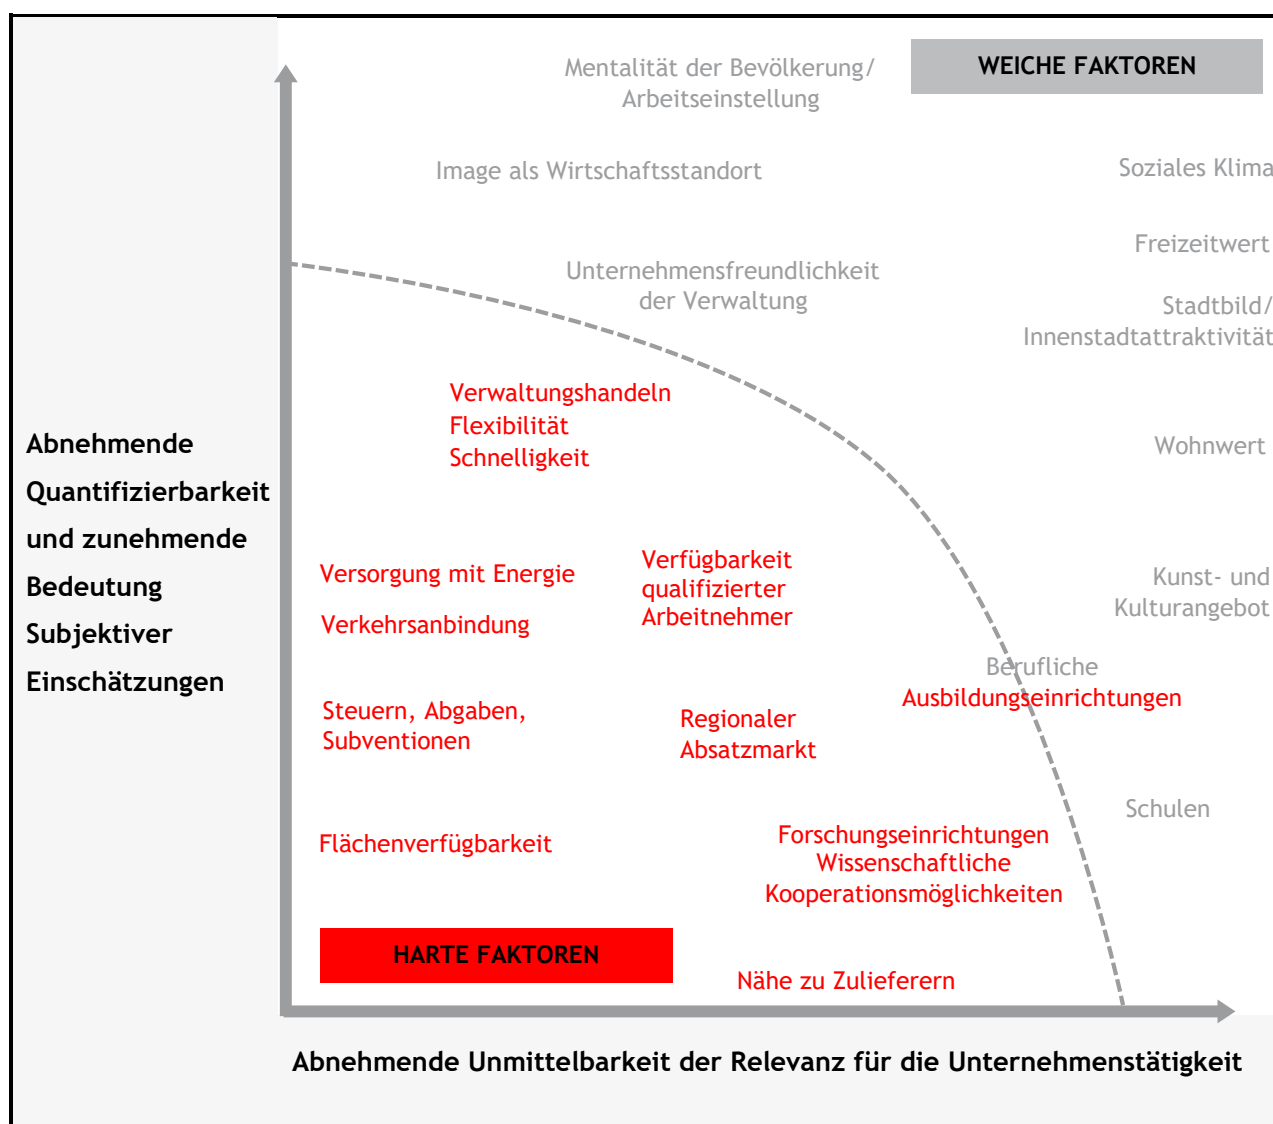 WEICHE FAKTOREN
Mentalität der Bevölkerung/
Arbeitseinstellung
Image als Wirtschaftsstandort
Soziales Klima
Freizeitwert
Unternehmensfreundlichkeit
der Verwaltung
Stadtbild/
Innenstadtattraktivität
Verwaltungshandeln
Flexibilität
Schnelligkeit
Wohnwert
Abnehmende
Quantifizierbarkeit
und zunehmende
Bedeutung
Subjektiver
Einschätzungen
Versorgung mit Energie
Verkehrsanbindung
Verfügbarkeit
qualifizierter
Arbeitnehmer
Kunst- und
Kulturangebot
Berufliche
Ausbildungseinrichtungen
Steuern, Abgaben,
Subventionen
Regionaler
Absatzmarkt
Schulen
Flächenverfügbarkeit
Forschungseinrichtungen
Wissenschaftliche
Kooperationsmöglichkeiten
HARTE FAKTOREN
Nähe zu Zulieferern
Abnehmende Unmittelbarkeit der Relevanz für die Unternehmenstätigkeit